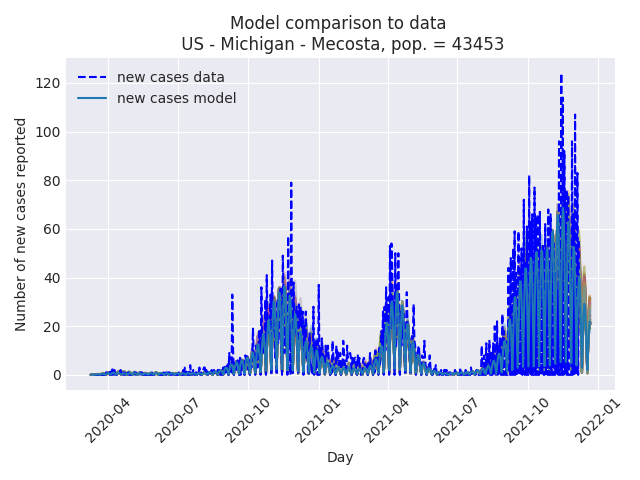 Model comparison to data
US - Michigan - Mecosta, pop. = 43453
new cases data
new cases model
Number of new cases reported
120
100
80
60
40
20
0
2020-04
2020-07
2020-10
2021-01
2021-04
2021-07
2021-10
2022-01
Day